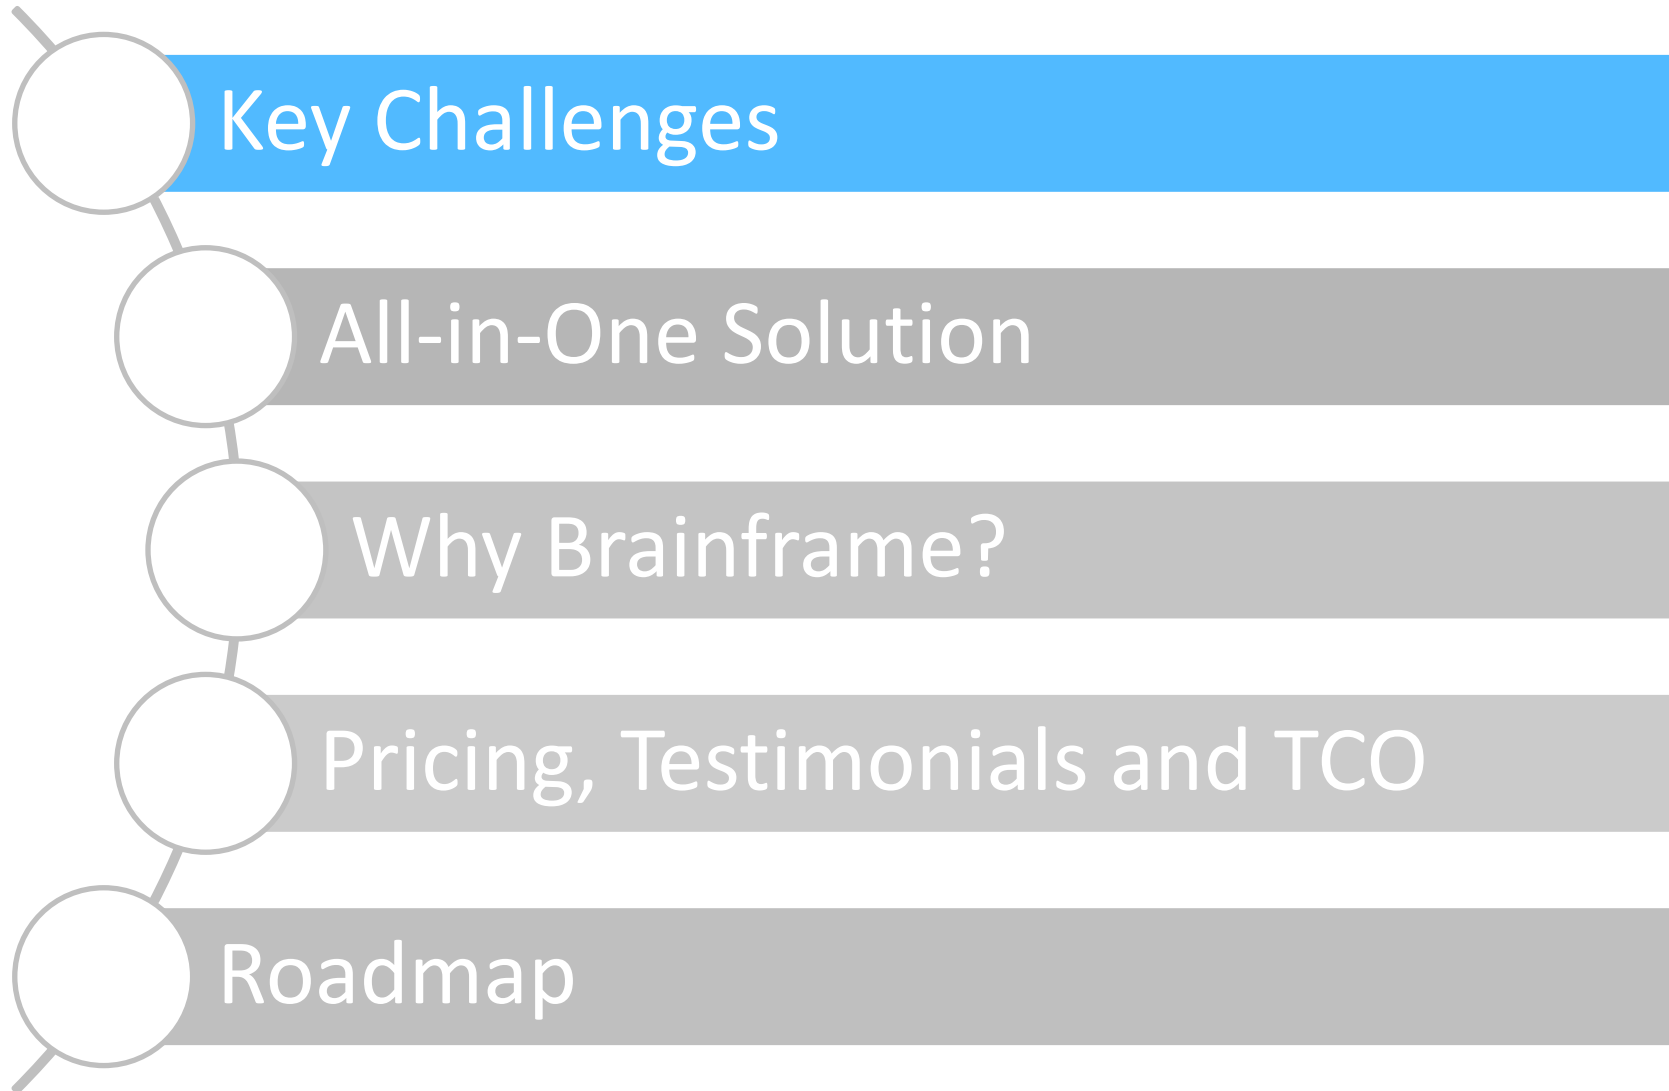 Key Challenges
All-in-One Solution
Why Brainframe?
Pricing, Testimonials and TCO
Roadmap